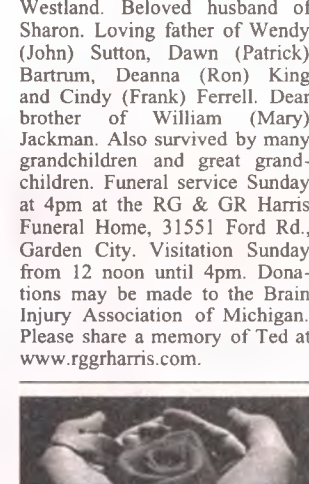 Westland. Beloved husband of
Sharon. Loving father of Wendy
(John) Sutton, Dawn (Patrick)
Bartrum, Deanna (Ron) King
and Cindy (Frank) Ferrell. Dear
brother of William (Mary)
Jackman. Also survived by many
grandchildren and great grand-
children. Funeral service Sunday
at 4pm at the RG & GR Harris
Funeral Home, 31551 Ford Rd.,
Garden City. Visitation Sunday
from 12 noon until 4pm. Dona-
tions may be made to the Brain
Injury Association of Michigan.
Please share a memory of Ted at
www.rggrharris.com.